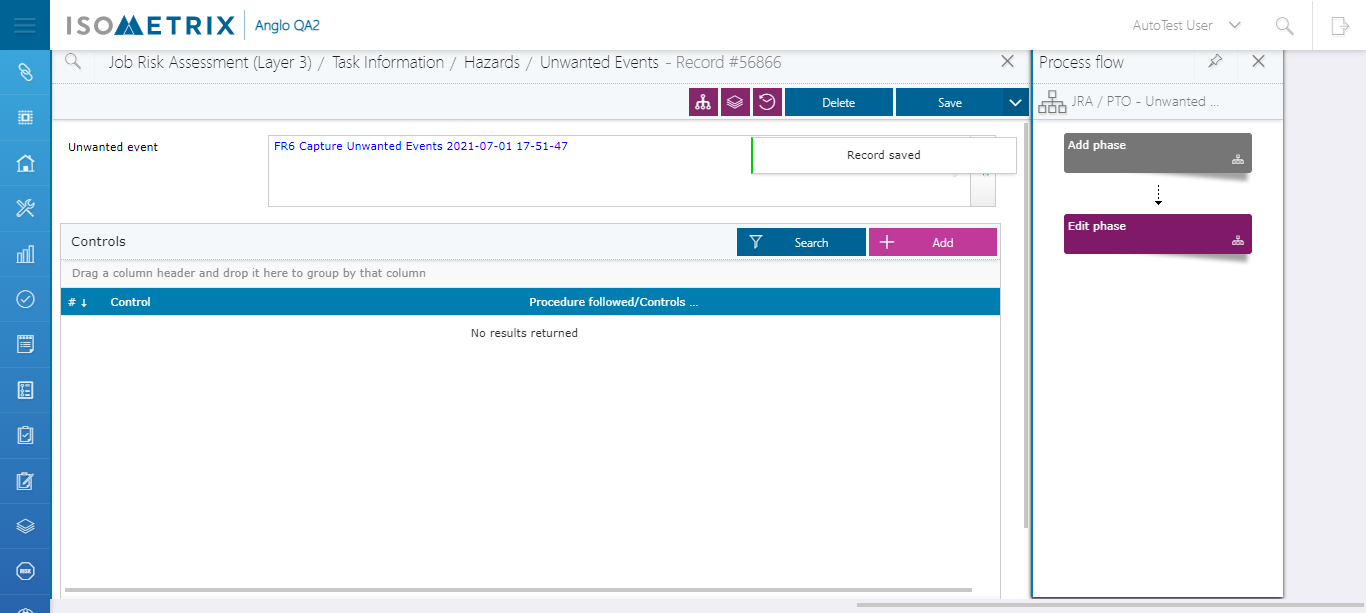 ISOMETRIX Anglo QA2 AutoTest User
Job Risk Assessment (Layer 3) / Task Information / Hazards / Unwanted Events - Record #56866
Process flow
Delete Save
JRA / PTO - Unwanted ...
Unwanted event
FR6 Capture Unwanted Events 2021-07-01 17-51-47
Record saved
Add phase
Edit phase
Controls Search Add
Drag a column header and drop it here to group by that column
# ↓ Control Procedure followed/Controls ...
No results returned
RISK